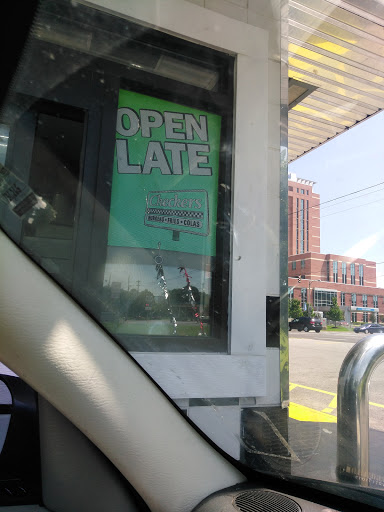 OPEN
LATE
Checkers
BURGERS • FRIES • COLAS